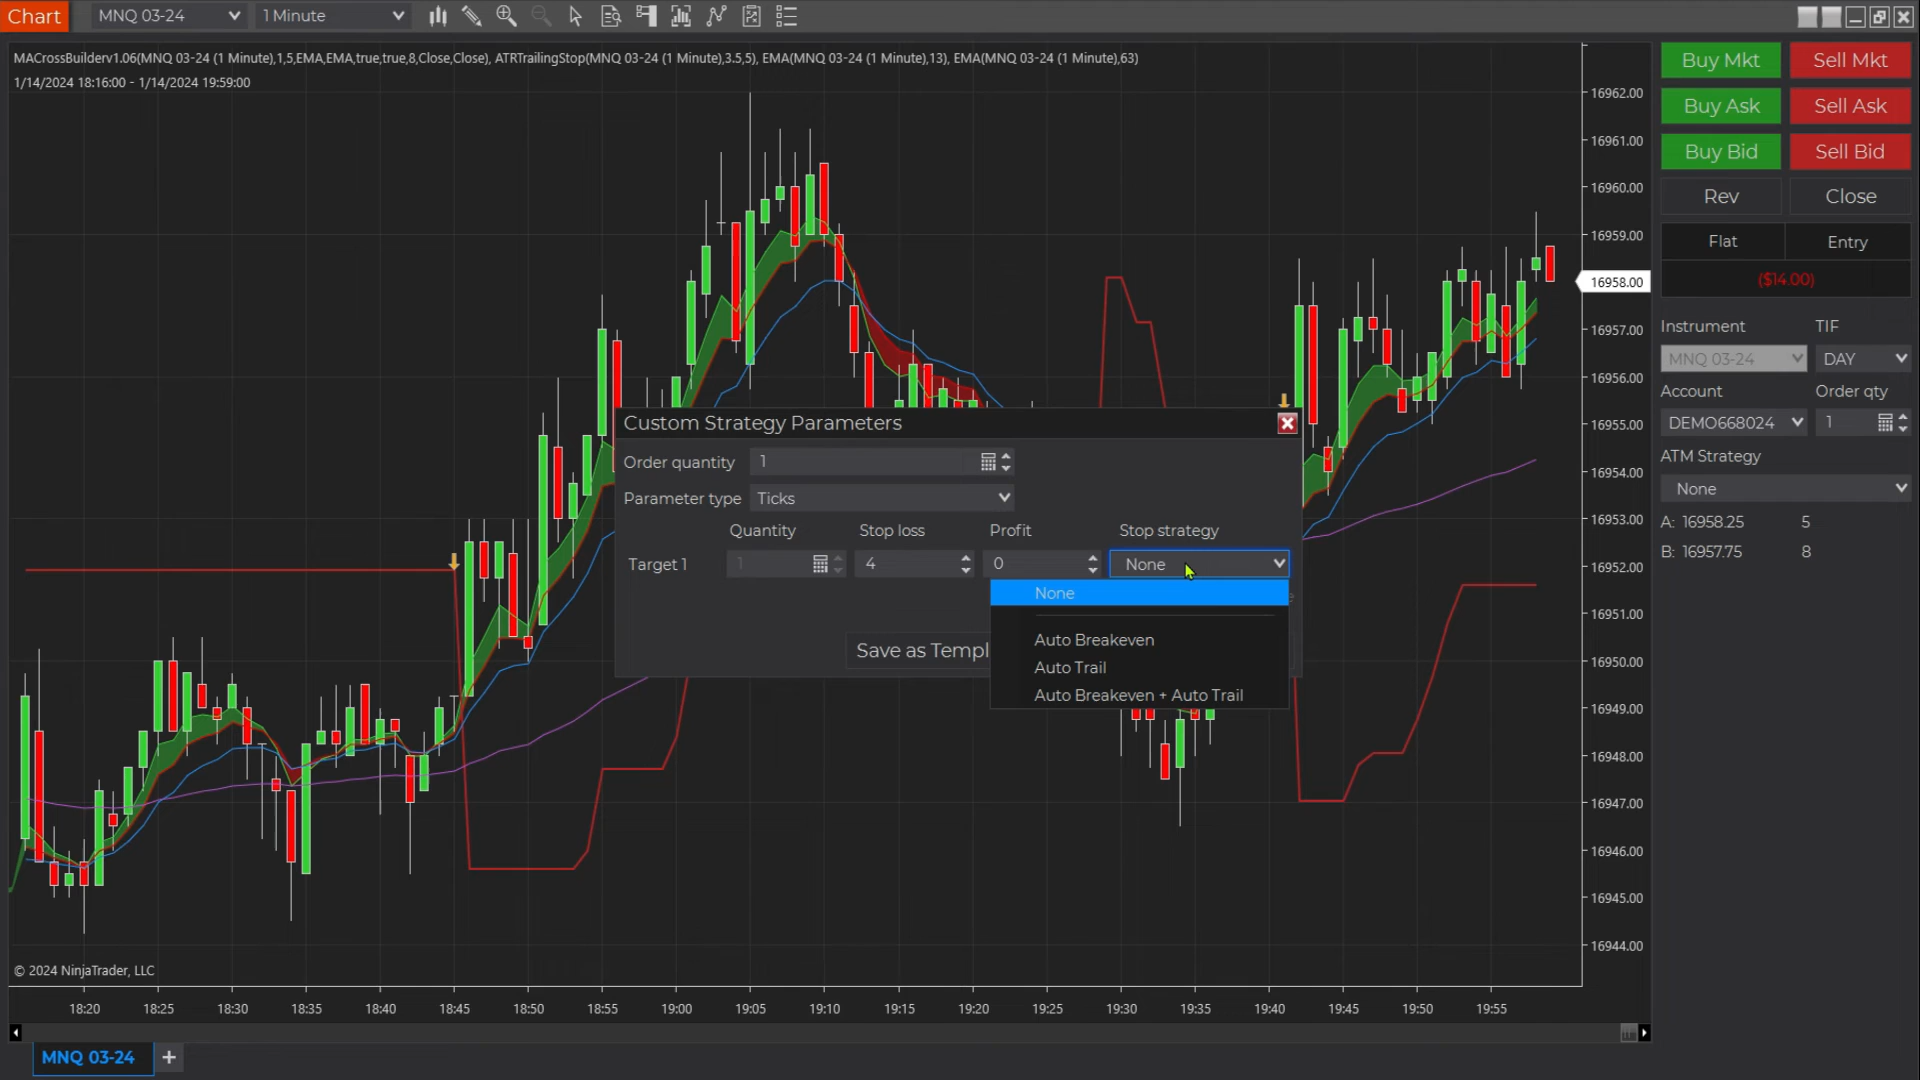 Chart MNQ 03-24 1 Minute
MACrossBuilderv1.06(MNQ 03-24 (1 Minute),1,5,EMA,EMA,true,true,8,Close,Close), ATRTrailingStop(MNQ 03-24 (1 Minute),3.5,5), EMA(MNQ 03-24 (1 Minute),13), EMA(MNQ 03-24 (1 Minute),63)
1/14/2024 18:16:00 - 1/14/2024 19:59:00
16962.00
16961.00
16960.00
16959.00
16958.00
16957.00
16956.00
16955.00
16954.00
16953.00
16952.00
16951.00
16950.00
16949.00
16948.00
16947.00
16946.00
16945.00
16944.00
Custom Strategy Parameters
Order quantity 1
Parameter type Ticks
Quantity Stop loss Profit Stop strategy
Target 1 1 4 0 None
None
Auto Breakeven
Auto Trail
Auto Breakeven + Auto Trail
Save as Templ
Buy Mkt Sell Mkt
Buy Ask Sell Ask
Buy Bid Sell Bid
Rev Close
Flat Entry
($14.00)
Instrument TIF
MNQ 03-24 DAY
Account Order qty
DEMO668024 1
ATM Strategy
None
A: 16958.25 5
B: 16957.75 8
© 2024 NinjaTrader, LLC
18:20 18:25 18:30 18:35 18:40 18:45 18:50 18:55 19:00 19:05 19:10 19:15 19:20 19:25 19:30 19:35 19:40 19:45 19:50 19:55
MNQ 03-24 +